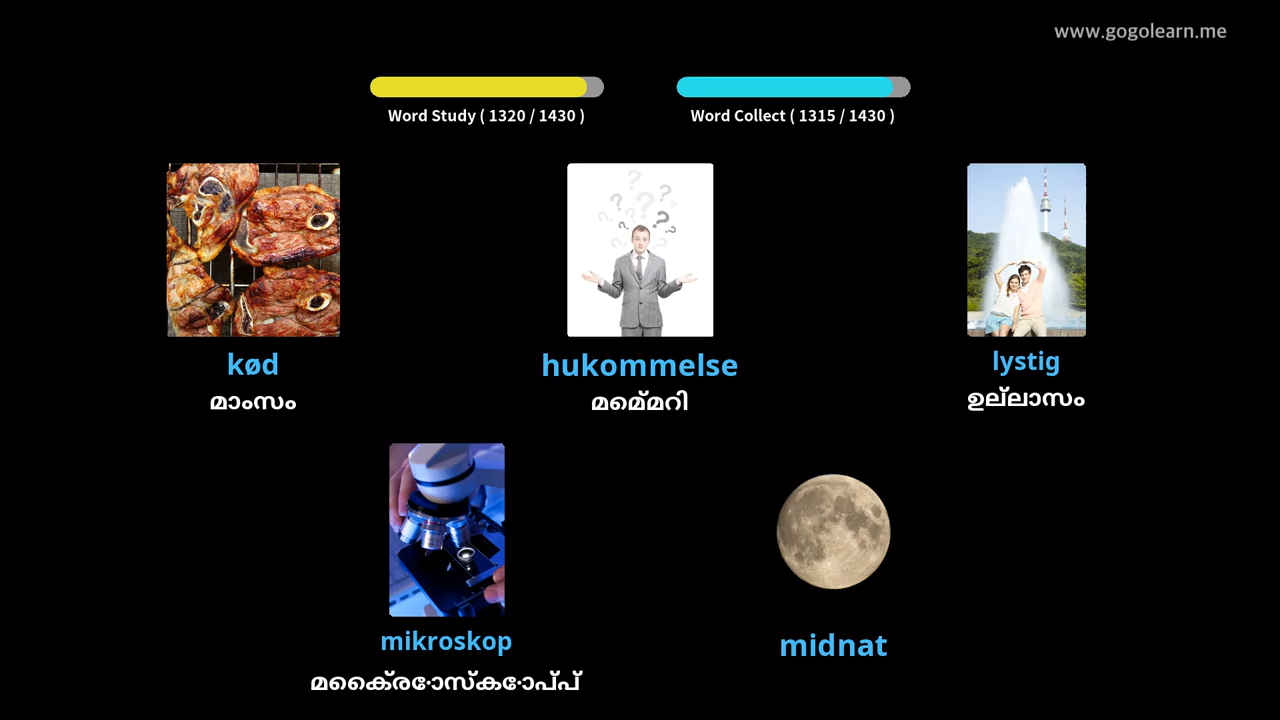 www.gogolearn.me
Word Study ( 1320 / 1430 )
Word Collect ( 1315 / 1430 )
kød
hukommelse
lystig
മാംസം
മെമ്മറി
ഉല്ലാസം
mikroskop
midnat
മൈക്രോസ്കോപ്പ്